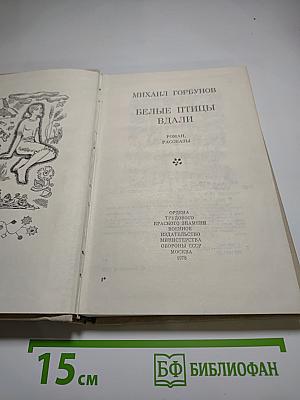 МИХАИЛ ГОРБУНОВ
БЕЛЫЕ ПТИЦЫ
ВДАЛИ
РОМАН,
РАССКАЗЫ
ОРДЕНА
ТРУДОВОГО
КРАСНОГО ЗНАМЕНИ
ВОЕННОЕ
ИЗДАТЕЛЬСТВО
МИНИСТЕРСТВА
ОБОРОНЫ СССР
МОСКВА
1978
15 см
БФ БИБЛИОФАН